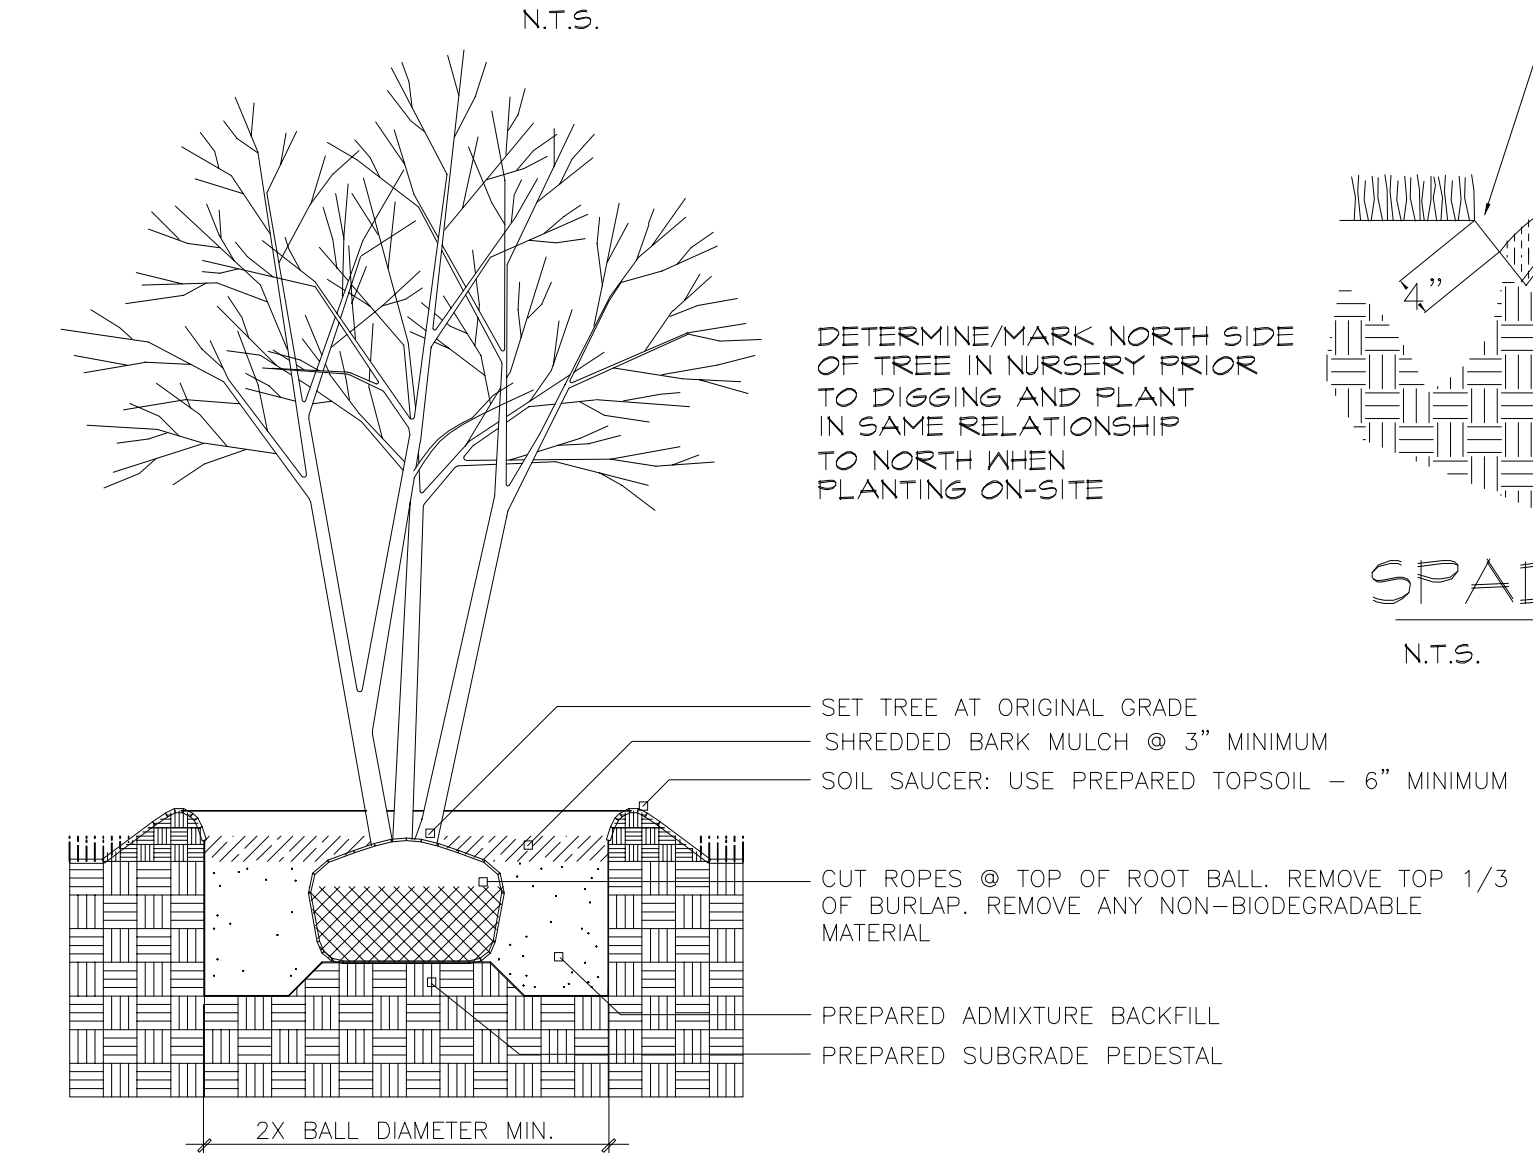 N.T.S.
4"
DETERMINE/MARK NORTH SIDE
OF TREE IN NURSERY PRIOR
TO DIGGING AND PLANT
IN SAME RELATIONSHIP
TO NORTH WHEN
PLANTING ON-SITE
N.T.S.
SET TREE AT ORIGINAL GRADE
SHREDDED BARK MULCH @ 3" MINIMUM
SOIL SAUCER: USE PREPARED TOPSOIL – 6" MINIMUM
CUT ROPES @ TOP OF ROOT BALL. REMOVE TOP 1/3
OF BURLAP. REMOVE ANY NON–BIODEGRADABLE
MATERIAL
PREPARED ADMIXTURE BACKFILL
PREPARED SUBGRADE PEDESTAL
2X BALL DIAMETER MIN.